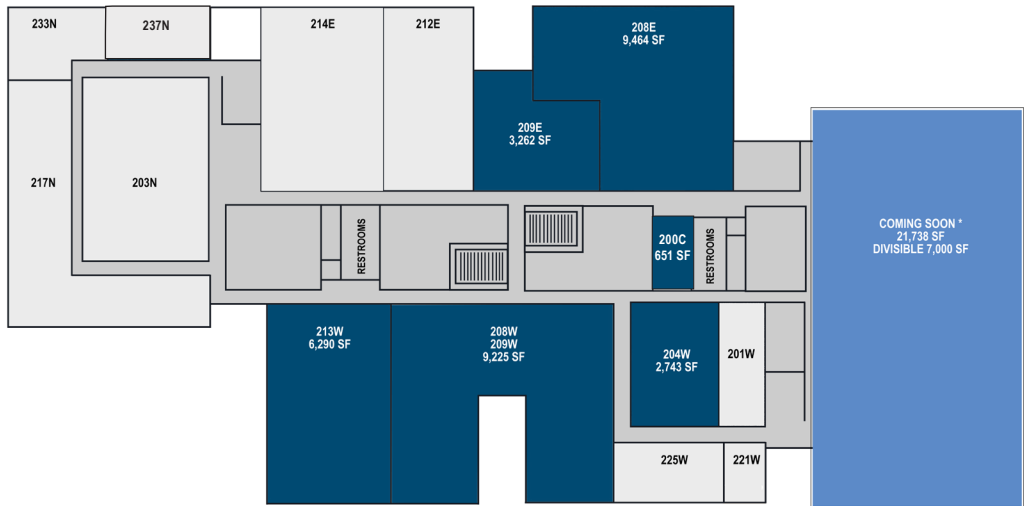 233N
237N
214E
212E
208E
9,464 SF
209E
3,262 SF
217N
203N
RESTROOMS
200C
651 SF
RESTROOMS
COMING SOON *
21,738 SF
DIVISIBLE 7,000 SF
213W
6,290 SF
208W
209W
9,225 SF
204W
2,743 SF
201W
225W
221W